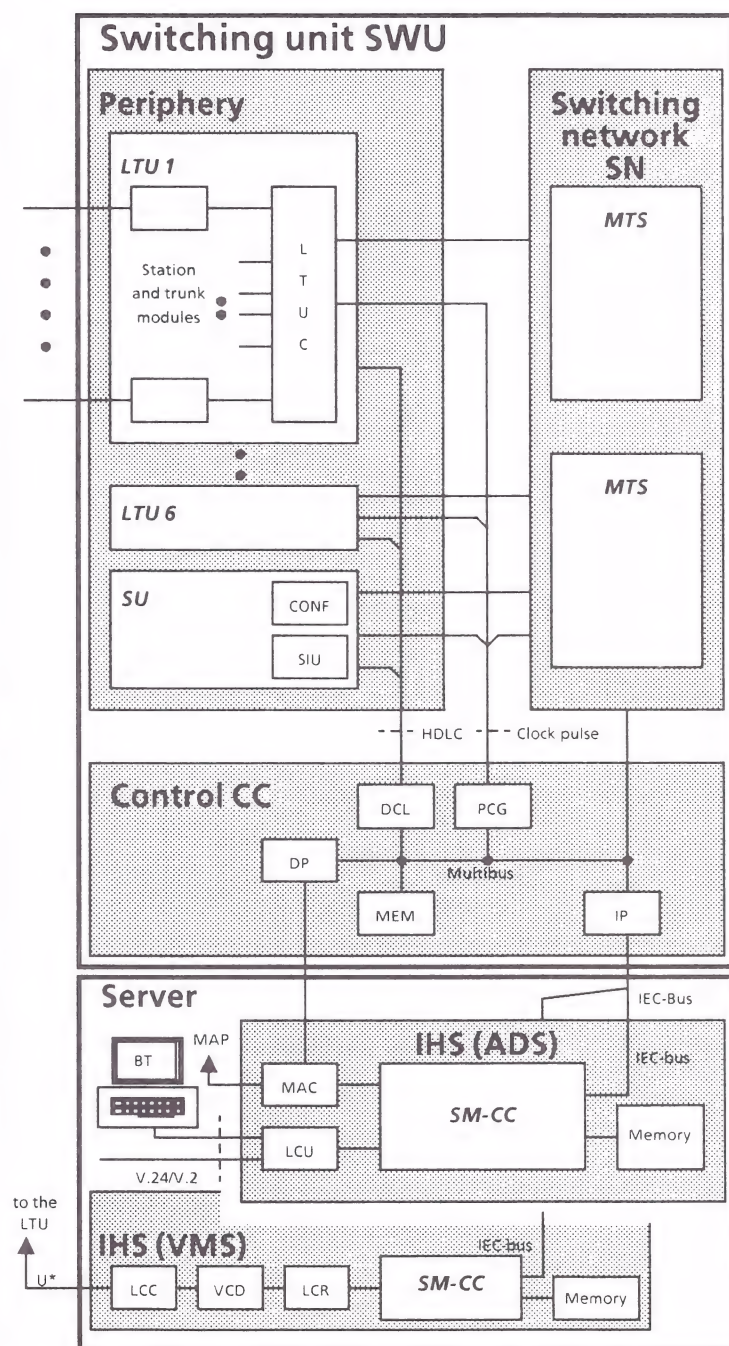 Switching unit SWU
Periphery
LTU 1
Station
and trunk
modules
L
T
U
C
LTU 6
SU
CONF
SIU
Switching
network
SN
MTS
MTS
HDLC
Clock pulse
Control CC
DCL
PCG
DP
Multibus
MEM
IP
Server
IEC-Bus
BT
MAP
IHS (ADS)
IEC-bus
MAC
SM-CC
LCU
Memory
V.24/V.2
to the
LTU
IHS (VMS)
IEC-bus
U*
LCC
VCD
LCR
SM-CC
Memory